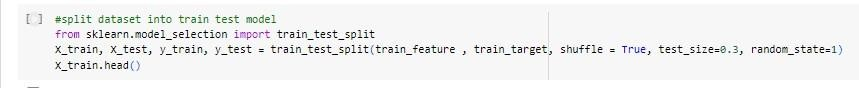 [ ] #split dataset into train test model
from sklearn.model_selection import train_test_split
X_train, X_test, y_train, y_test = train_test_split(train_feature , train_target, shuffle = True, test_size=0.3, random_state=1)
X_train.head()